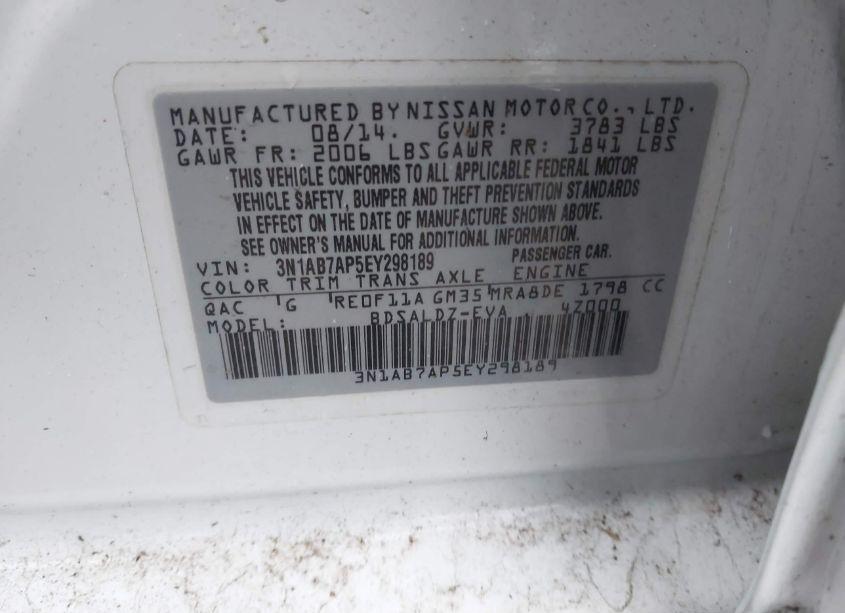 MANUFACTURED BY NISSAN MOTOR CO., LTD.
DATE: 08/14. GVWR: 3783 LBS
GAWR FR: 2006 LBS GAWR RR: 1841 LBS
THIS VEHICLE CONFORMS TO ALL APPLICABLE FEDERAL MOTOR
VEHICLE SAFETY, BUMPER AND THEFT PREVENTION STANDARDS
IN EFFECT ON THE DATE OF MANUFACTURE SHOWN ABOVE.
SEE OWNER'S MANUAL FOR ADDITIONAL INFORMATION.
VIN: 3N1AB7AP5EY298189 PASSENGER CAR.
COLOR TRIM TRANS AXLE ENGINE
QAC 'G RE0F11A GM35 'MRA8DE 1798 CC
MODEL: BDSALDZ-EVA , 4Z000
3N1AB7AP5EY298189